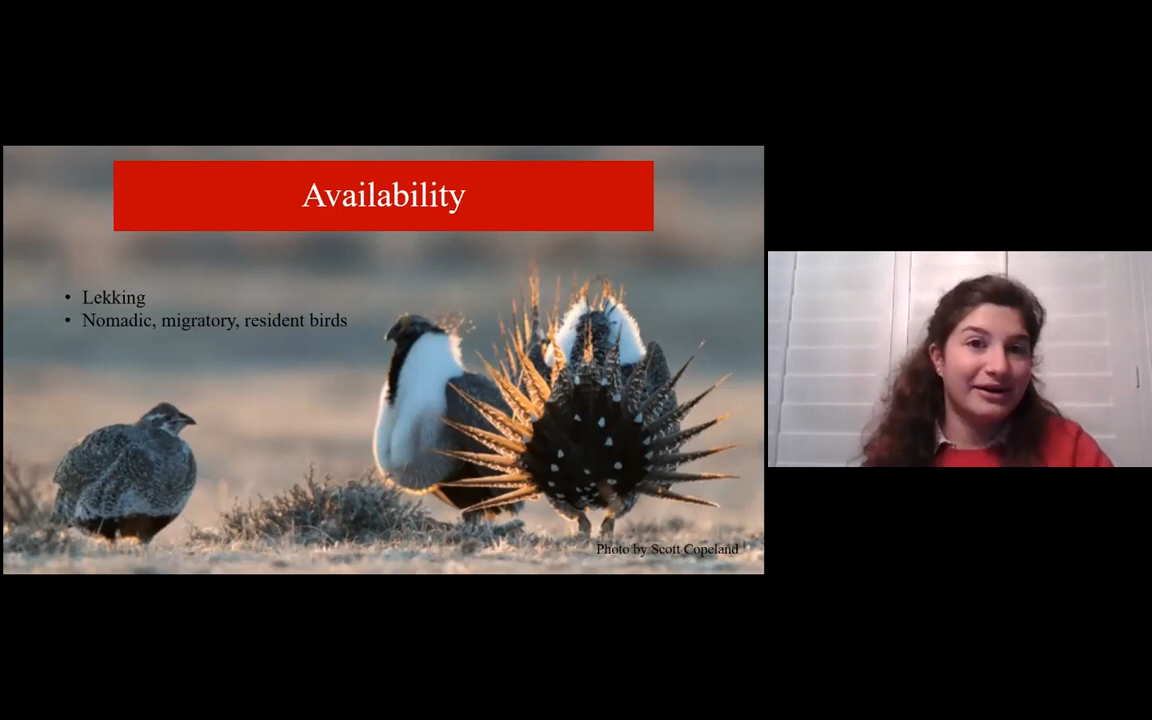 Availability
• Lekking
• Nomadic, migratory, resident birds
Photo by Scott Copeland